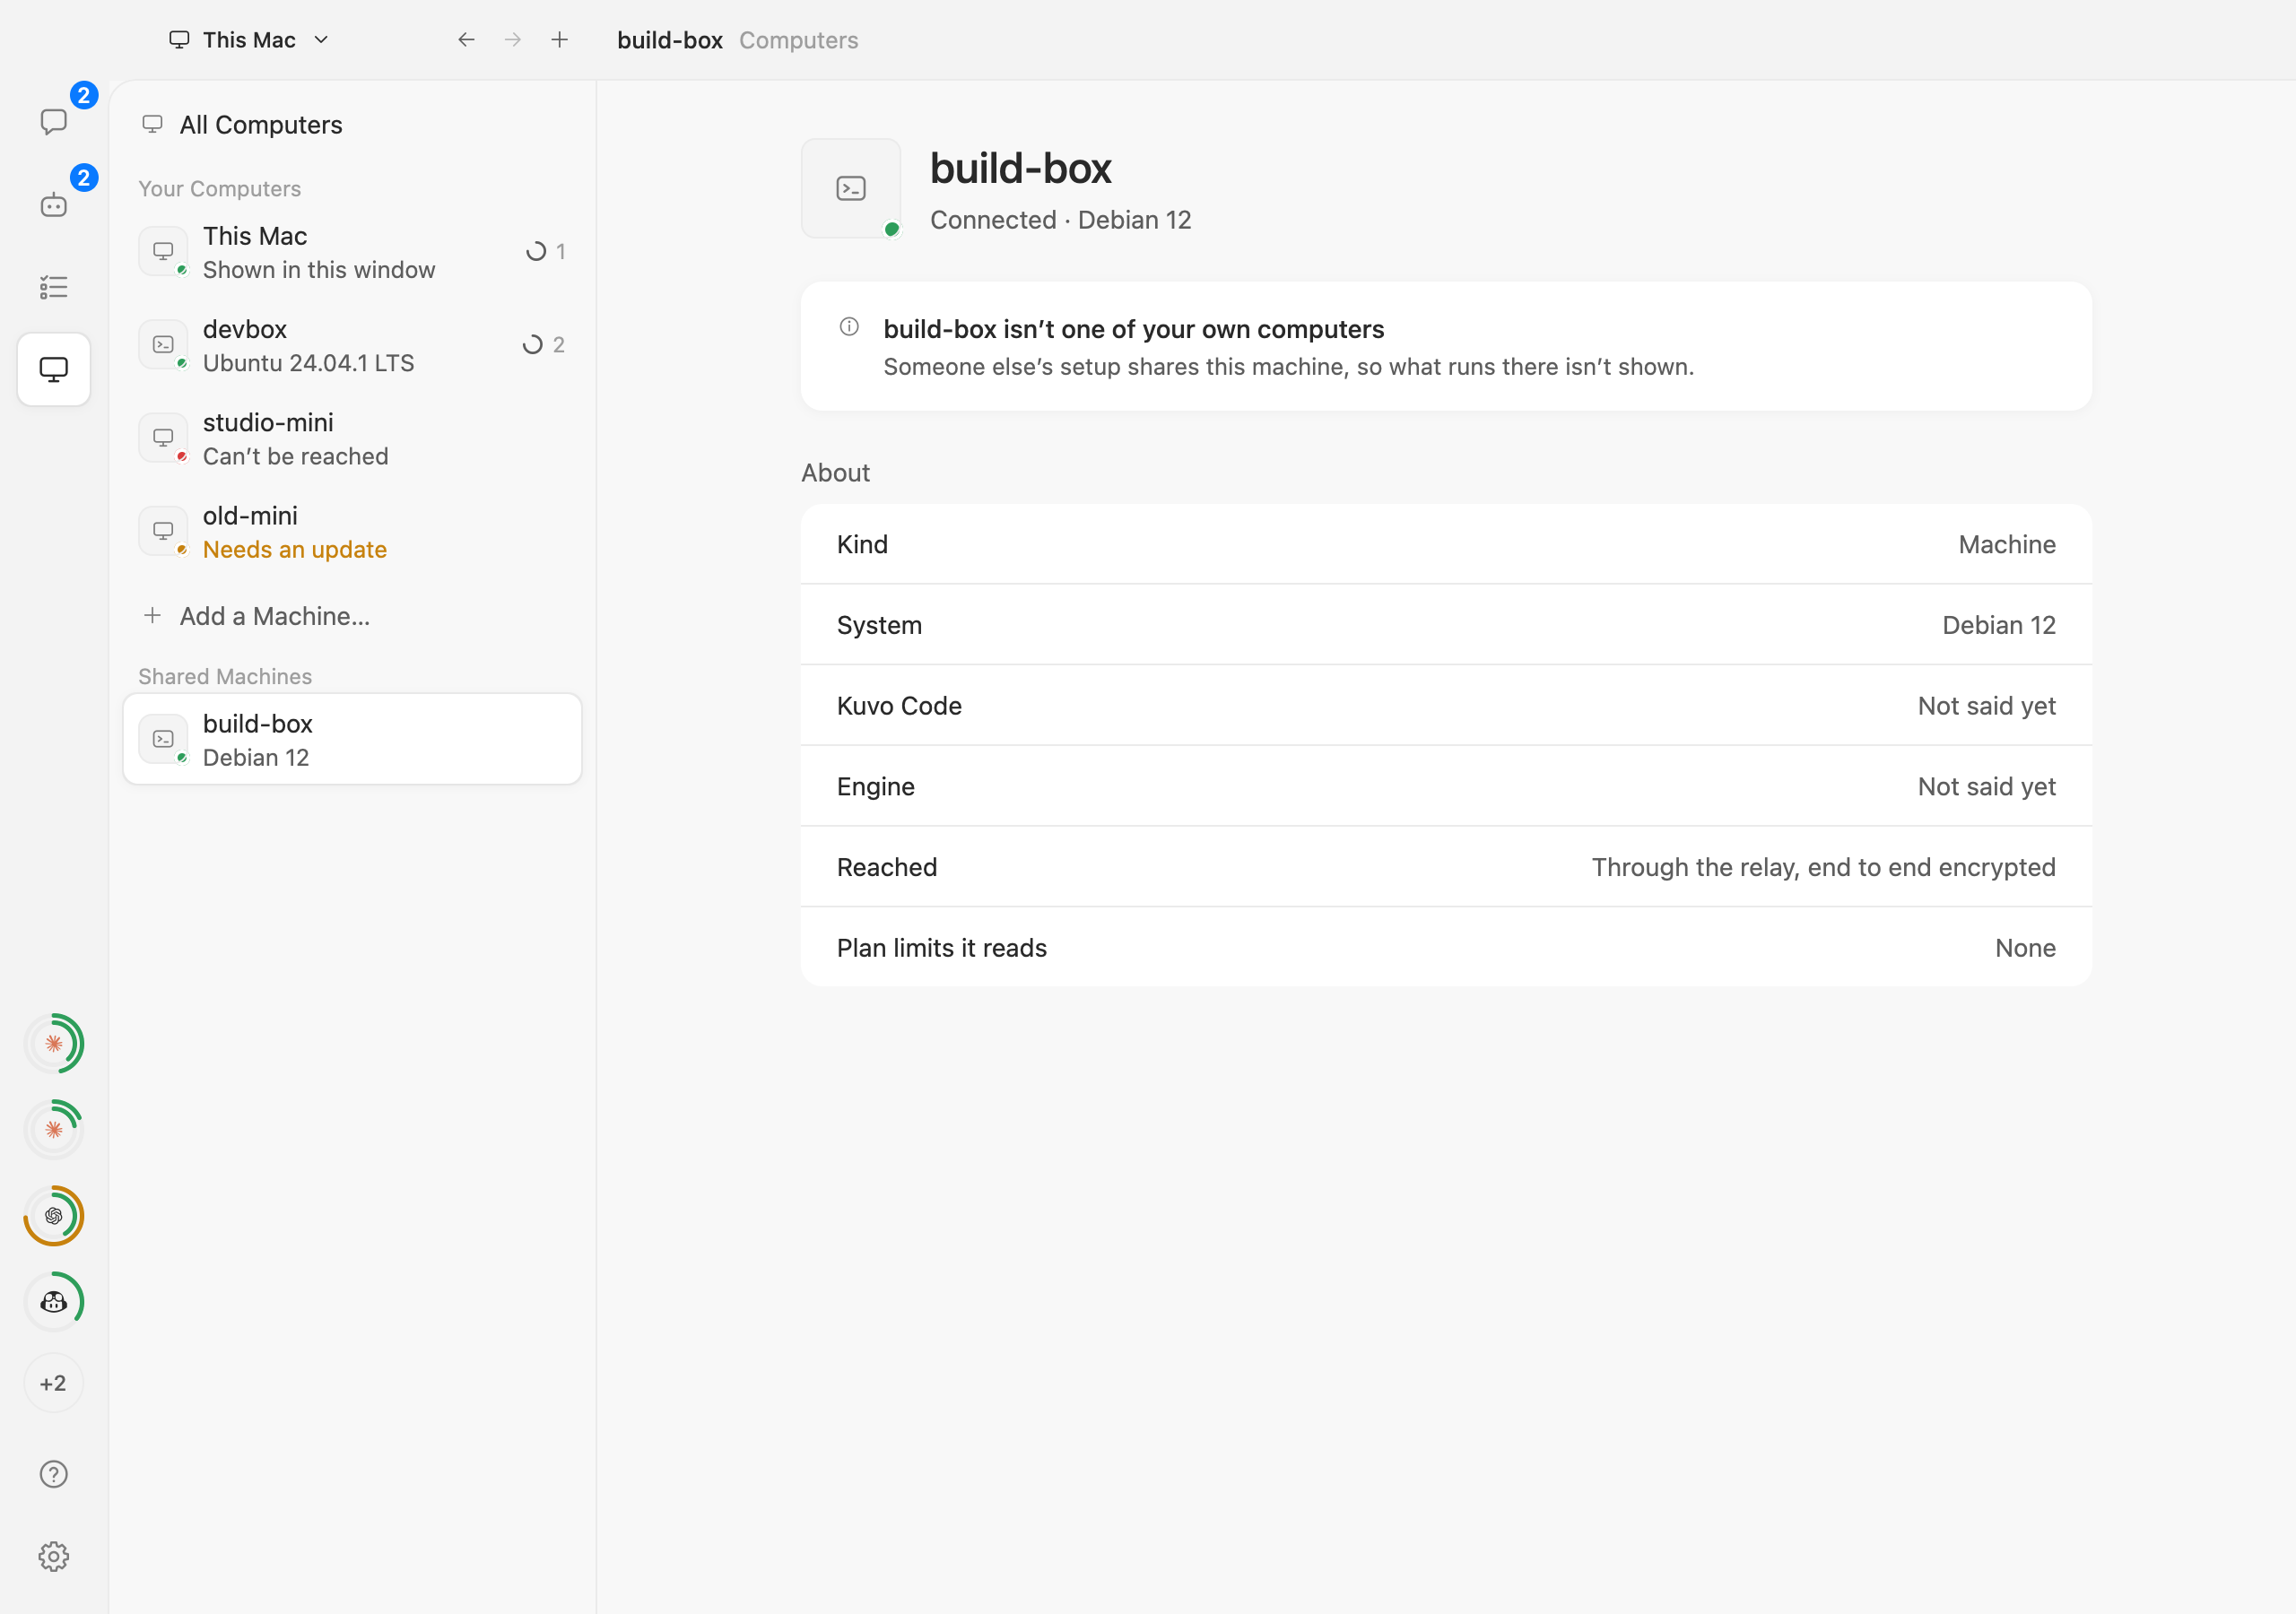 This Mac
build-box Computers
2
2
All Computers
Your Computers
This Mac
Shown in this window
1
devbox
Ubuntu 24.04.1 LTS
2
studio-mini
Can’t be reached
old-mini
Needs an update
Add a Machine...
Shared Machines
build-box
Debian 12
+2
build-box
Connected · Debian 12
build-box isn’t one of your own computers
Someone else’s setup shares this machine, so what runs there isn’t shown.
About
Kind Machine
System Debian 12
Kuvo Code Not said yet
Engine Not said yet
Reached Through the relay, end to end encrypted
Plan limits it reads None